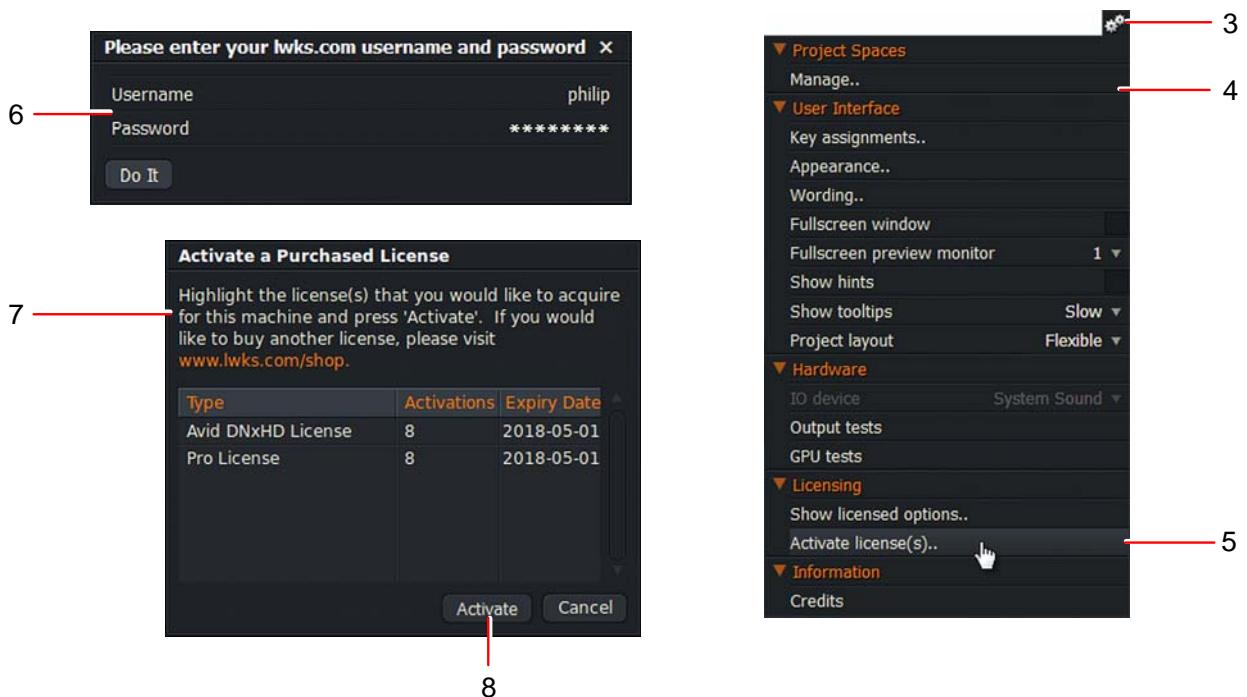 Please enter your lwks.com username and password ×
Username philip
Password ********
Do It
6
Activate a Purchased License
Highlight the license(s) that you would like to acquire
for this machine and press 'Activate'. If you would
like to buy another license, please visit
www.lwks.com/shop.
Type Activations Expiry Date
Avid DNxHD License 8 2018-05-01
Pro License 8 2018-05-01
Activate Cancel
7
8
3
Project Spaces
Manage..
4
User Interface
Key assignments..
Appearance..
Wording..
Fullscreen window
Fullscreen preview monitor 1
Show hints
Show tooltips Slow
Project layout Flexible
Hardware
IO device System Sound
Output tests
GPU tests
Licensing
Show licensed options..
Activate license(s)..
5
Information
Credits